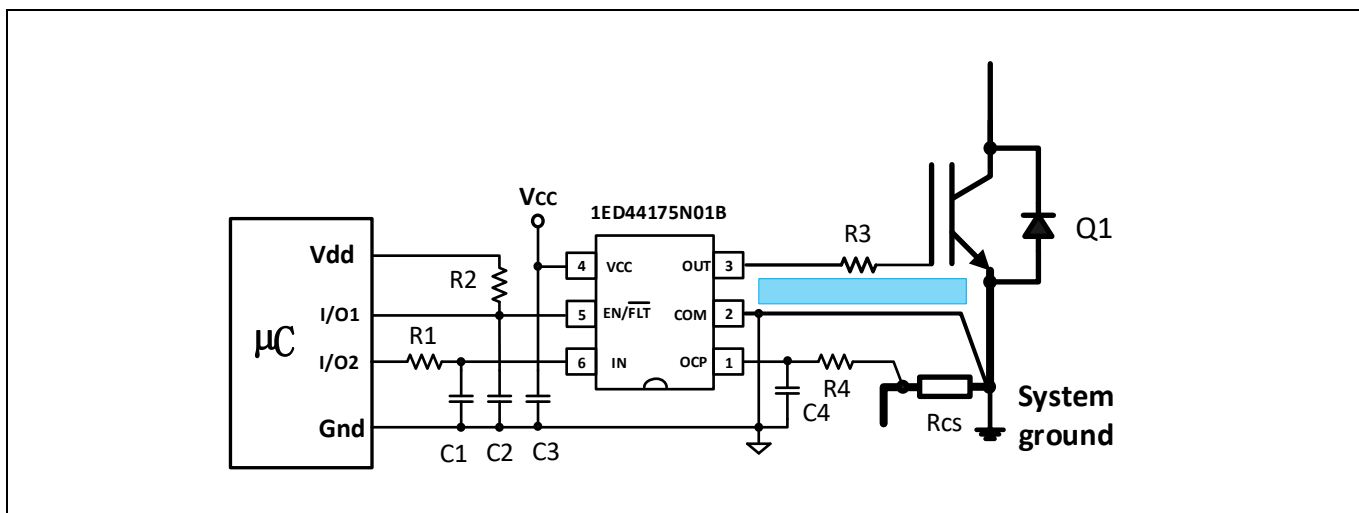 1ED44175N01B
Vcc
μC
Vdd
I/O1
I/O2
Gnd
R2
R1
C1
C2
C3
4
VCC
5
EN/FLT
6
IN
OUT
3
COM
2
OCP
1
R3
Q1
R4
C4
Rcs
System
ground